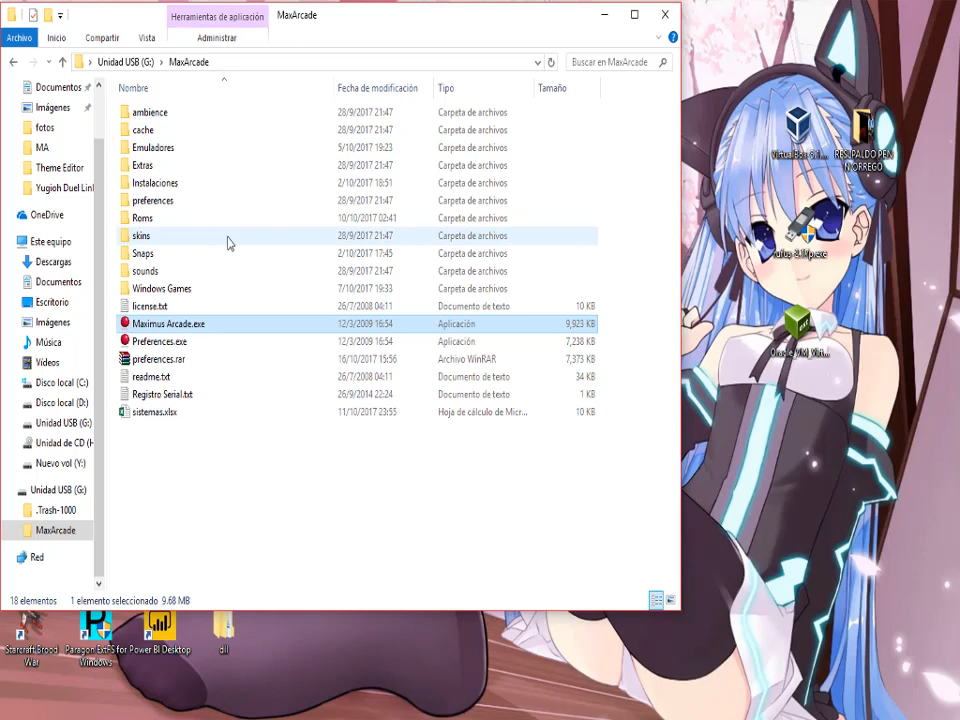 Herramientas de aplicación MaxArcade
Archivo Inicio Compartir Vista Administrar
Unidad USB (G:) > MaxArcade Buscar en MaxArcade
Nombre Fecha de modificación Tipo Tamaño
ambience 28/9/2017 21:47 Carpeta de archivos
cache 28/9/2017 21:47 Carpeta de archivos
Emuladores 5/10/2017 19:23 Carpeta de archivos
Extras 28/9/2017 21:47 Carpeta de archivos
Instalaciones 2/10/2017 18:51 Carpeta de archivos
preferences 28/9/2017 21:47 Carpeta de archivos
Roms 10/10/2017 02:41 Carpeta de archivos
skins 28/9/2017 21:47 Carpeta de archivos
Snaps 2/10/2017 17:45 Carpeta de archivos
sounds 28/9/2017 21:47 Carpeta de archivos
Windows Games 7/10/2017 19:33 Carpeta de archivos
license.txt 26/7/2008 04:11 Documento de texto 10 KB
Maximus Arcade.exe 12/3/2009 16:54 Aplicación 9,923 KB
Preferences.exe 12/3/2009 16:54 Aplicación 7,238 KB
preferences.rar 16/10/2017 15:56 Archivo WinRAR 7,373 KB
readme.txt 26/7/2008 04:11 Documento de texto 34 KB
Registro Serial.txt 26/9/2014 22:24 Documento de texto 1 KB
sistemas.xlsx 11/10/2017 23:55 Hoja de cálculo de Micr... 10 KB
Documentos
Imágenes
fotos
MA
Theme Editor
Yugioh Duel Link
OneDrive
Este equipo
Descargas
Documentos
Escritorio
Imágenes
Música
Vídeos
Disco local (C:)
Disco local (D:)
Unidad USB (G:)
Unidad de CD (H
Nuevo vol (Y:)
Unidad USB (G:)
.Trash-1000
MaxArcade
Red
18 elementos 1 elemento seleccionado 9.68 MB
RESPALDO PEN
NORREGO
Starcraft Brood
War
Paragon ExtFS for
Windows
Power BI Desktop
dll